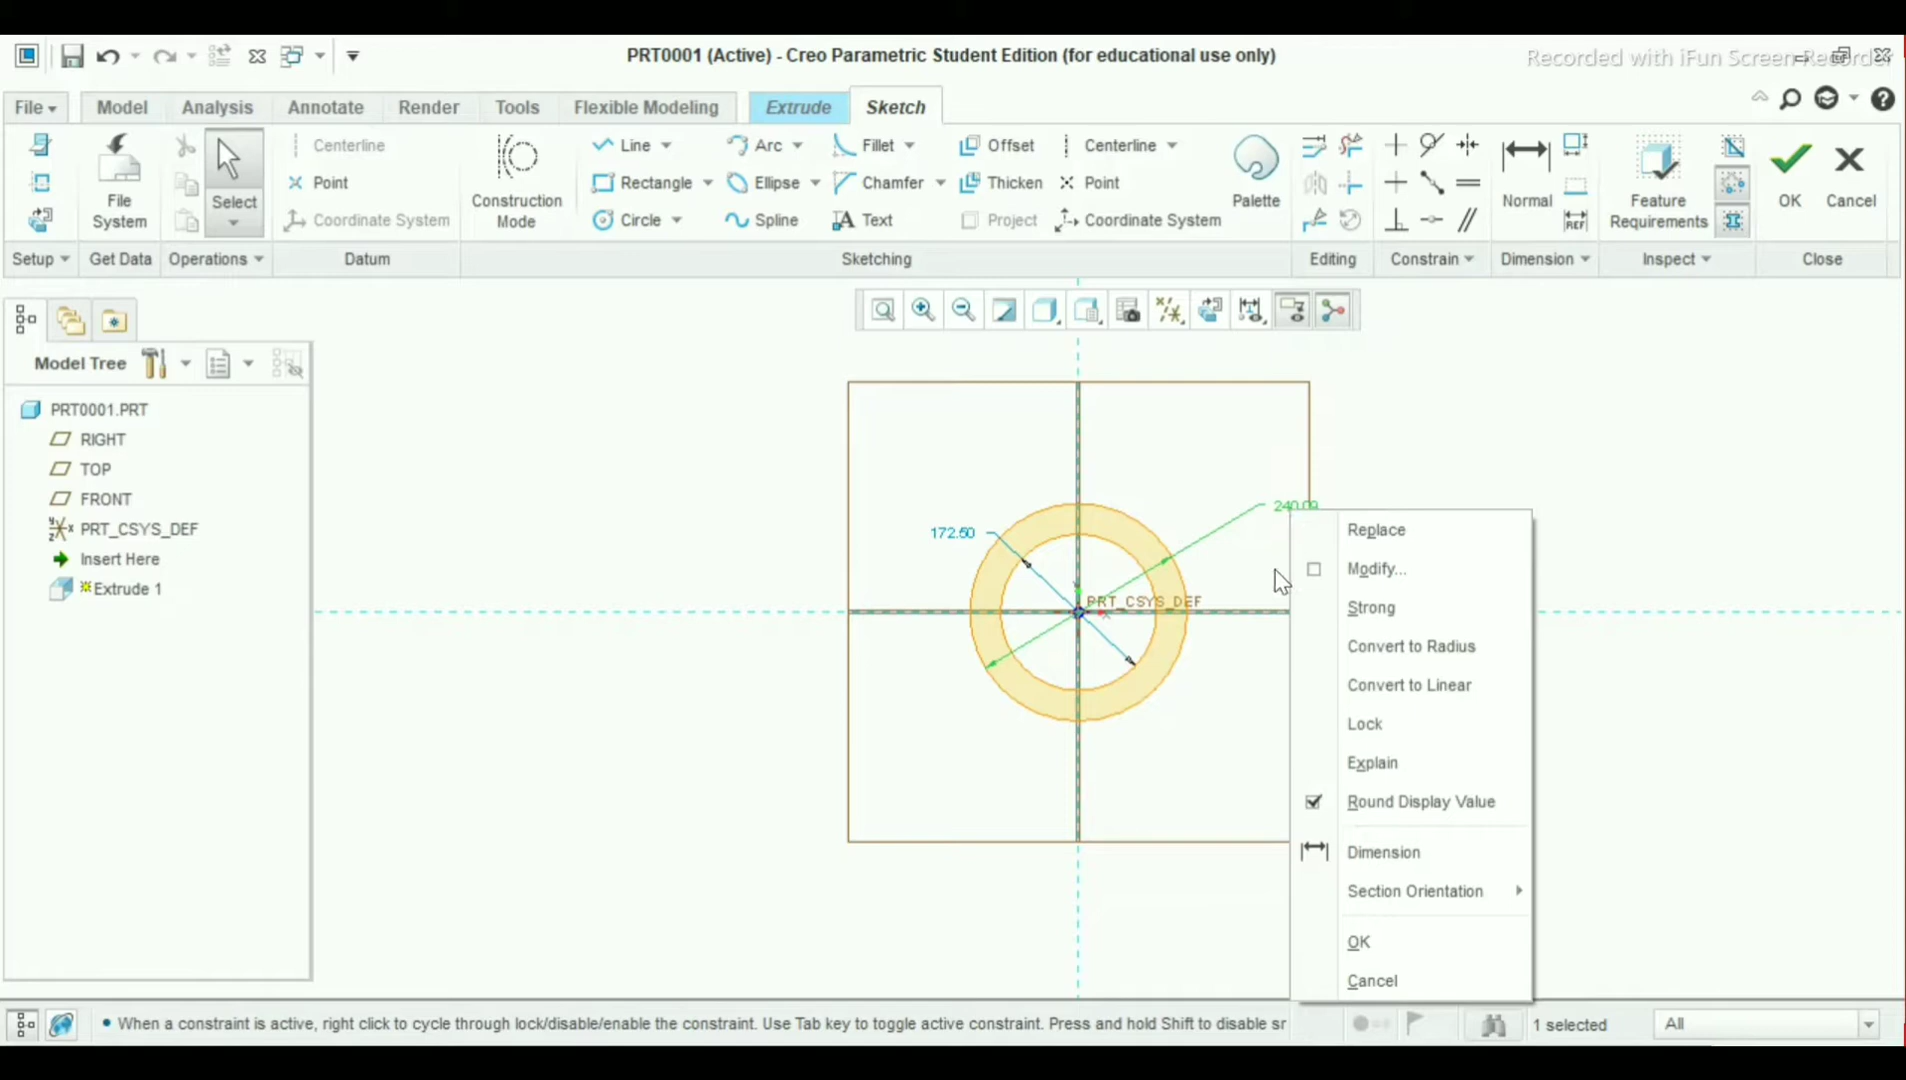 PRT0001 (Active) - Creo Parametric Student Edition (for educational use only)
Recorded with iFun Screen Recorder
File Model Analysis Annotate Render Tools Flexible Modeling Extrude Sketch
Centerline Line Arc Fillet Offset Centerline
Point Rectangle Ellipse Chamfer Thicken Point
File System Select Coordinate System Construction Mode Circle Spline Text Project Coordinate System Palette REF Normal Feature Requirements OK Cancel
Setup Get Data Operations Datum Sketching Editing Constrain Dimension Inspect Close
Model Tree
PRT0001.PRT
RIGHT
TOP
FRONT
PRT_CSYS_DEF
Insert Here
Extrude 1
172.50
PRT_CSYS_DEF
Replace
Modify...
Strong
Convert to Radius
Convert to Linear
Lock
Explain
Round Display Value
Dimension
Section Orientation
OK
Cancel
When a constraint is active, right click to cycle through lock/disable/enable the constraint. Use Tab key to toggle active constraint. Press and hold Shift to disable sr
1 selected
All